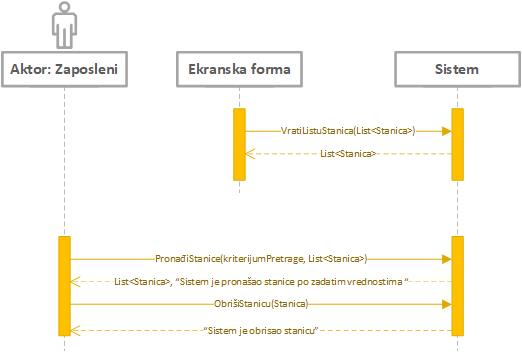 Aktor: Zaposleni
Ekranska forma
Sistem
VratiListuStanica(List<Stanica>)
List<Stanica>
PronađiStanice(kriterijumPretrage, List<Stanica>)
List<Stanica>, “Sistem je pronašao stanice po zadatim vrednostima “
ObrišiStanicu(Stanica)
“Sistem je obrisao stanicu”